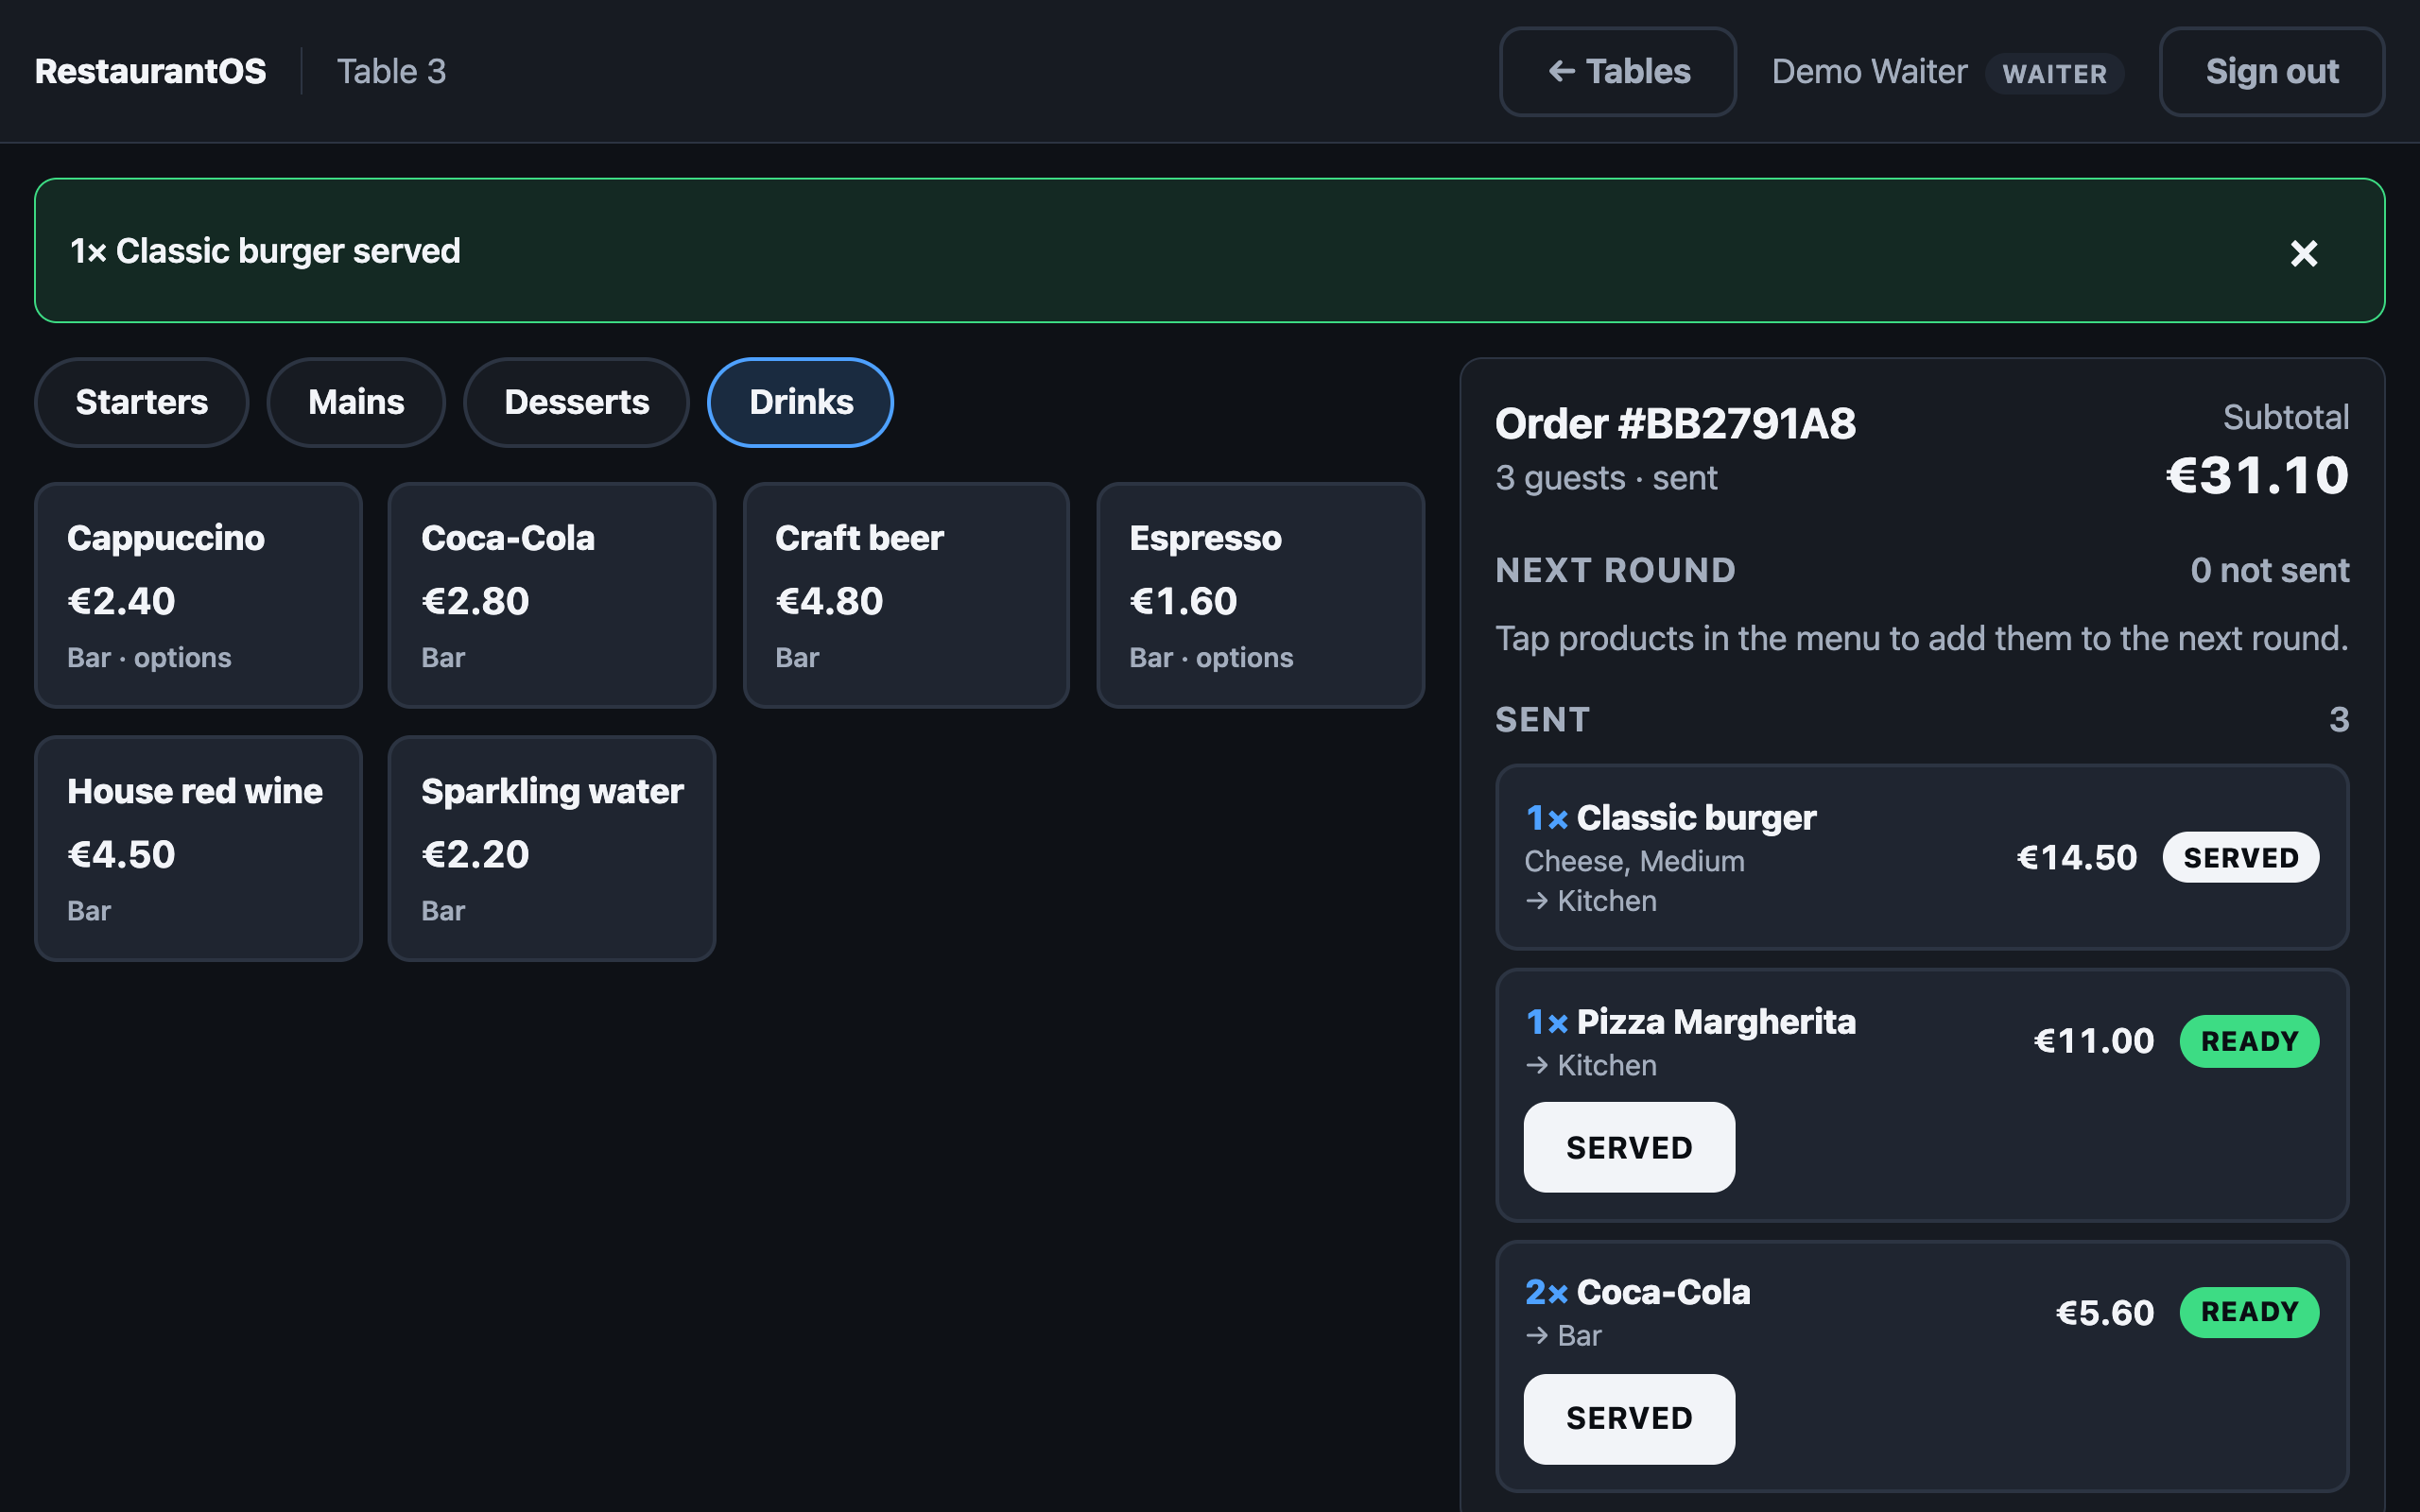 RestaurantOS
Table 3
← Tables
Demo Waiter
WAITER
Sign out
1× Classic burger served
×
Starters
Mains
Desserts
Drinks
Cappuccino
€2.40
Bar · options
Coca-Cola
€2.80
Bar
Craft beer
€4.80
Bar
Espresso
€1.60
Bar · options
House red wine
€4.50
Bar
Sparkling water
€2.20
Bar
Order #BB2791A8
3 guests · sent
Subtotal
€31.10
NEXT ROUND
0 not sent
Tap products in the menu to add them to the next round.
SENT
3
1× Classic burger
Cheese, Medium
→ Kitchen
€14.50
SERVED
1× Pizza Margherita
→ Kitchen
€11.00
READY
SERVED
2× Coca-Cola
→ Bar
€5.60
READY
SERVED